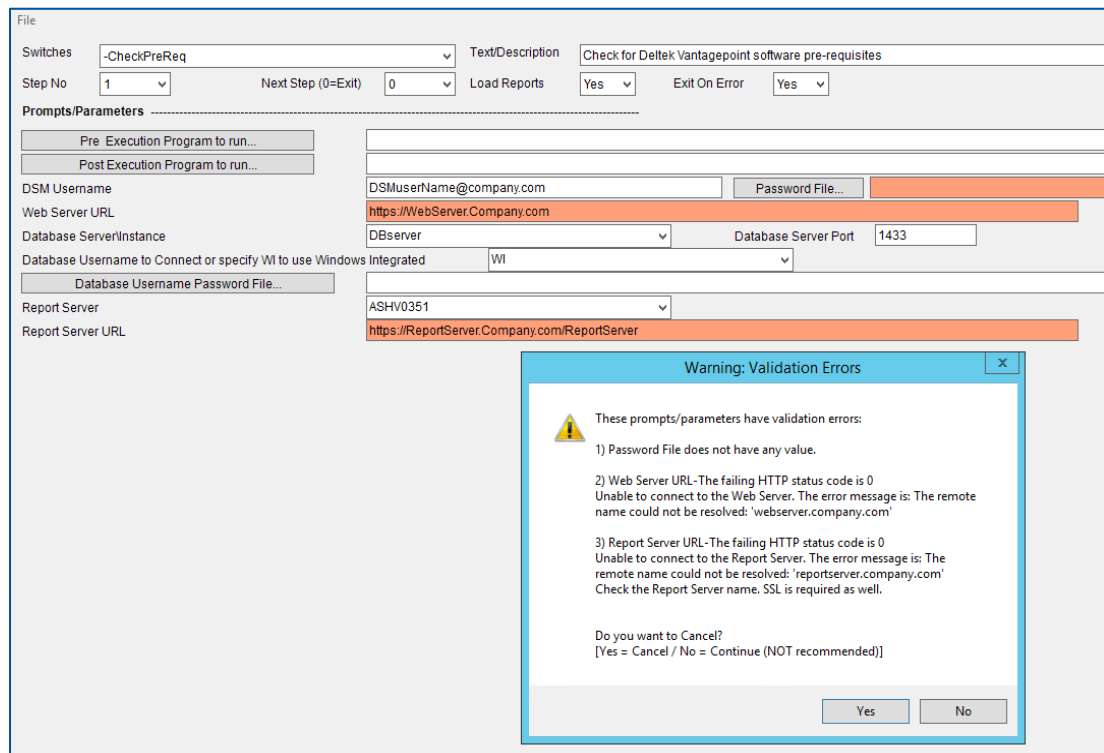 File
Switches -CheckPreReq Text/Description Check for Deltek Vantagepoint software pre-requisites
Step No 1 Next Step (0=Exit) 0 Load Reports Yes Exit On Error Yes
Prompts/Parameters ----------------------------------------------------------------------------------------------------
Pre Execution Program to run...
Post Execution Program to run...
DSM Username DSMuserName@company.com Password File...
Web Server URL https://WebServer.Company.com
Database Server\Instance DBserver Database Server Port 1433
Database Username to Connect or specify WI to use Windows Integrated WI
Database Username Password File...
Report Server ASHV0351
Report Server URL https://ReportServer.Company.com/ReportServer
Warning: Validation Errors x
These prompts/parameters have validation errors:
1) Password File does not have any value.
2) Web Server URL-The failing HTTP status code is 0
Unable to connect to the Web Server. The error message is: The remote
name could not be resolved: 'webserver.company.com'
3) Report Server URL-The failing HTTP status code is 0
Unable to connect to the Report Server. The error message is: The
remote name could not be resolved: 'reportserver.company.com'
Check the Report Server name. SSL is required as well.
Do you want to Cancel?
[Yes = Cancel / No = Continue (NOT recommended)]
Yes No